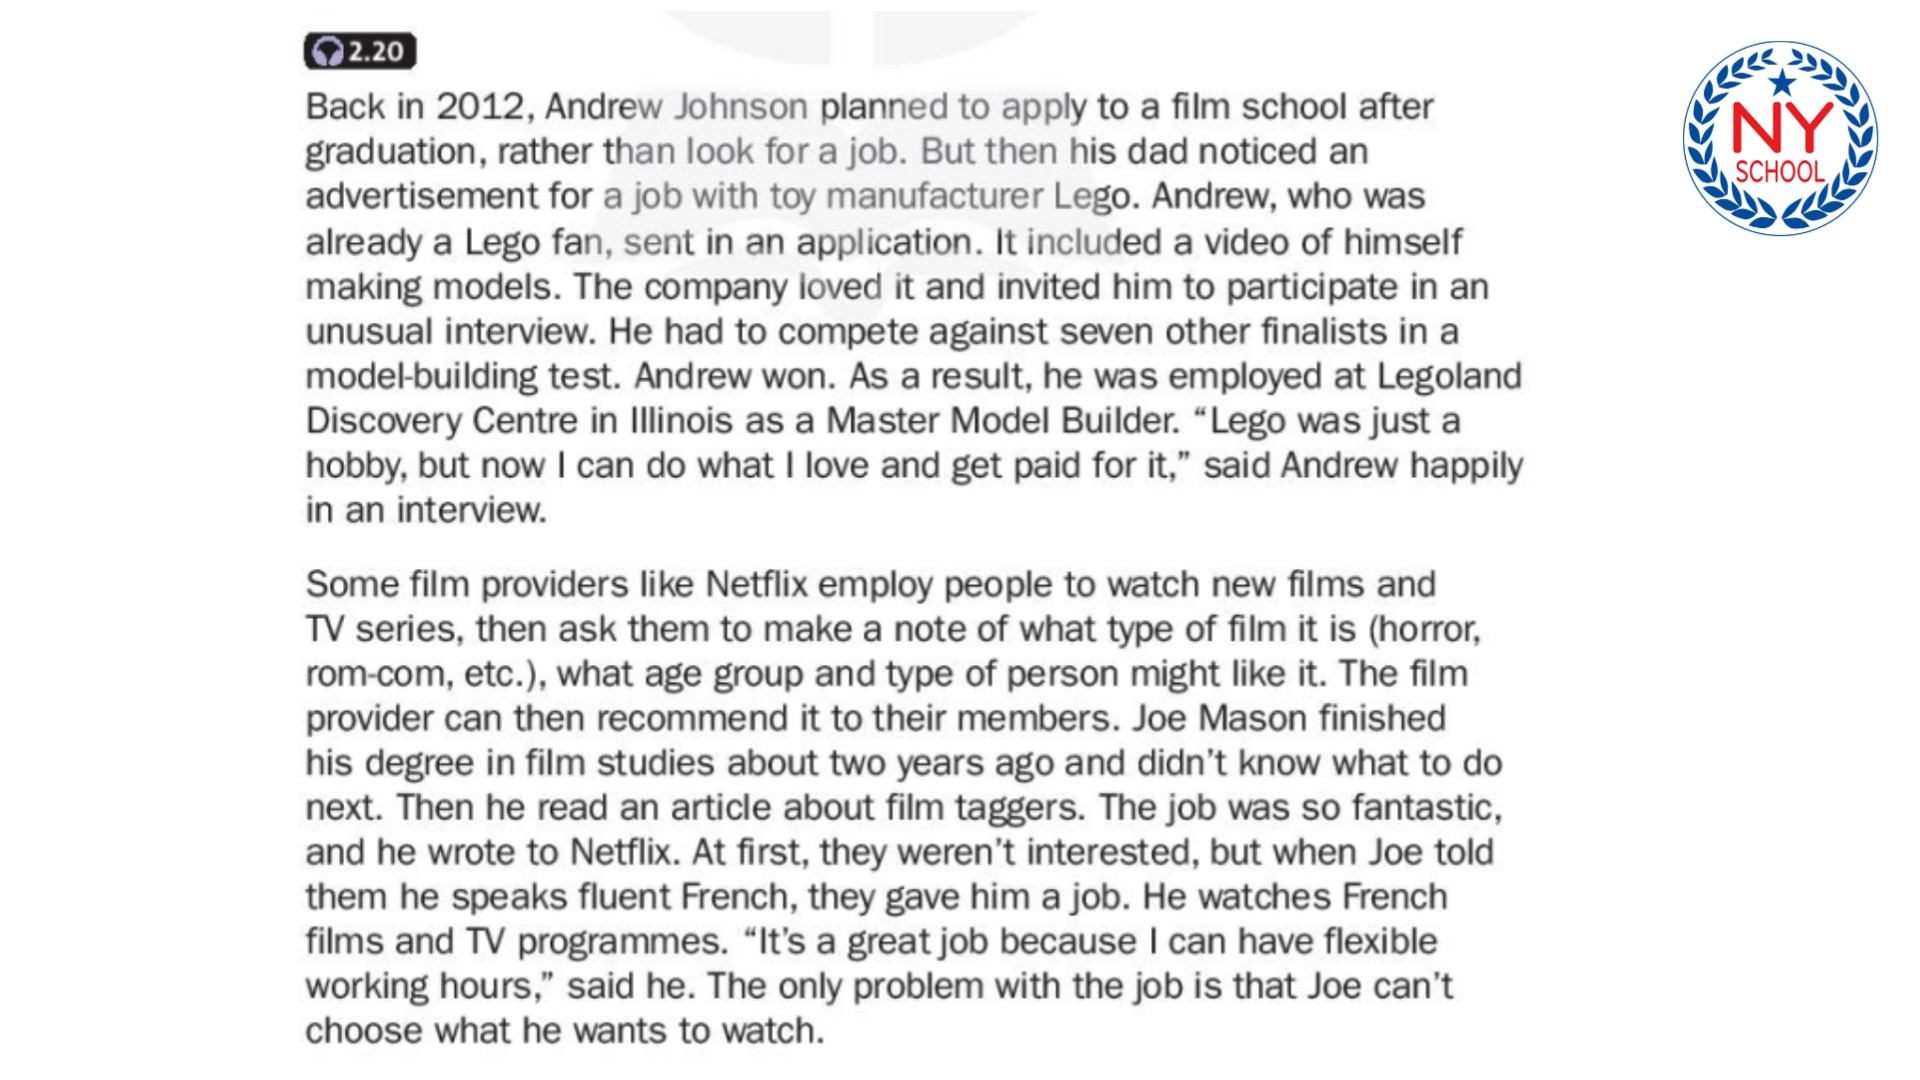 2.20
NY
SCHOOL
Back in 2012, Andrew Johnson planned to apply to a film school after
graduation, rather than look for a job. But then his dad noticed an
advertisement for a job with toy manufacturer Lego. Andrew, who was
already a Lego fan, sent in an application. It included a video of himself
making models. The company loved it and invited him to participate in an
unusual interview. He had to compete against seven other finalists in a
model-building test. Andrew won. As a result, he was employed at Legoland
Discovery Centre in Illinois as a Master Model Builder. “Lego was just a
hobby, but now I can do what I love and get paid for it,” said Andrew happily
in an interview.
Some film providers like Netflix employ people to watch new films and
TV series, then ask them to make a note of what type of film it is (horror,
rom-com, etc.), what age group and type of person might like it. The film
provider can then recommend it to their members. Joe Mason finished
his degree in film studies about two years ago and didn’t know what to do
next. Then he read an article about film taggers. The job was so fantastic,
and he wrote to Netflix. At first, they weren’t interested, but when Joe told
them he speaks fluent French, they gave him a job. He watches French
films and TV programmes. “It’s a great job because I can have flexible
working hours,” said he. The only problem with the job is that Joe can’t
choose what he wants to watch.